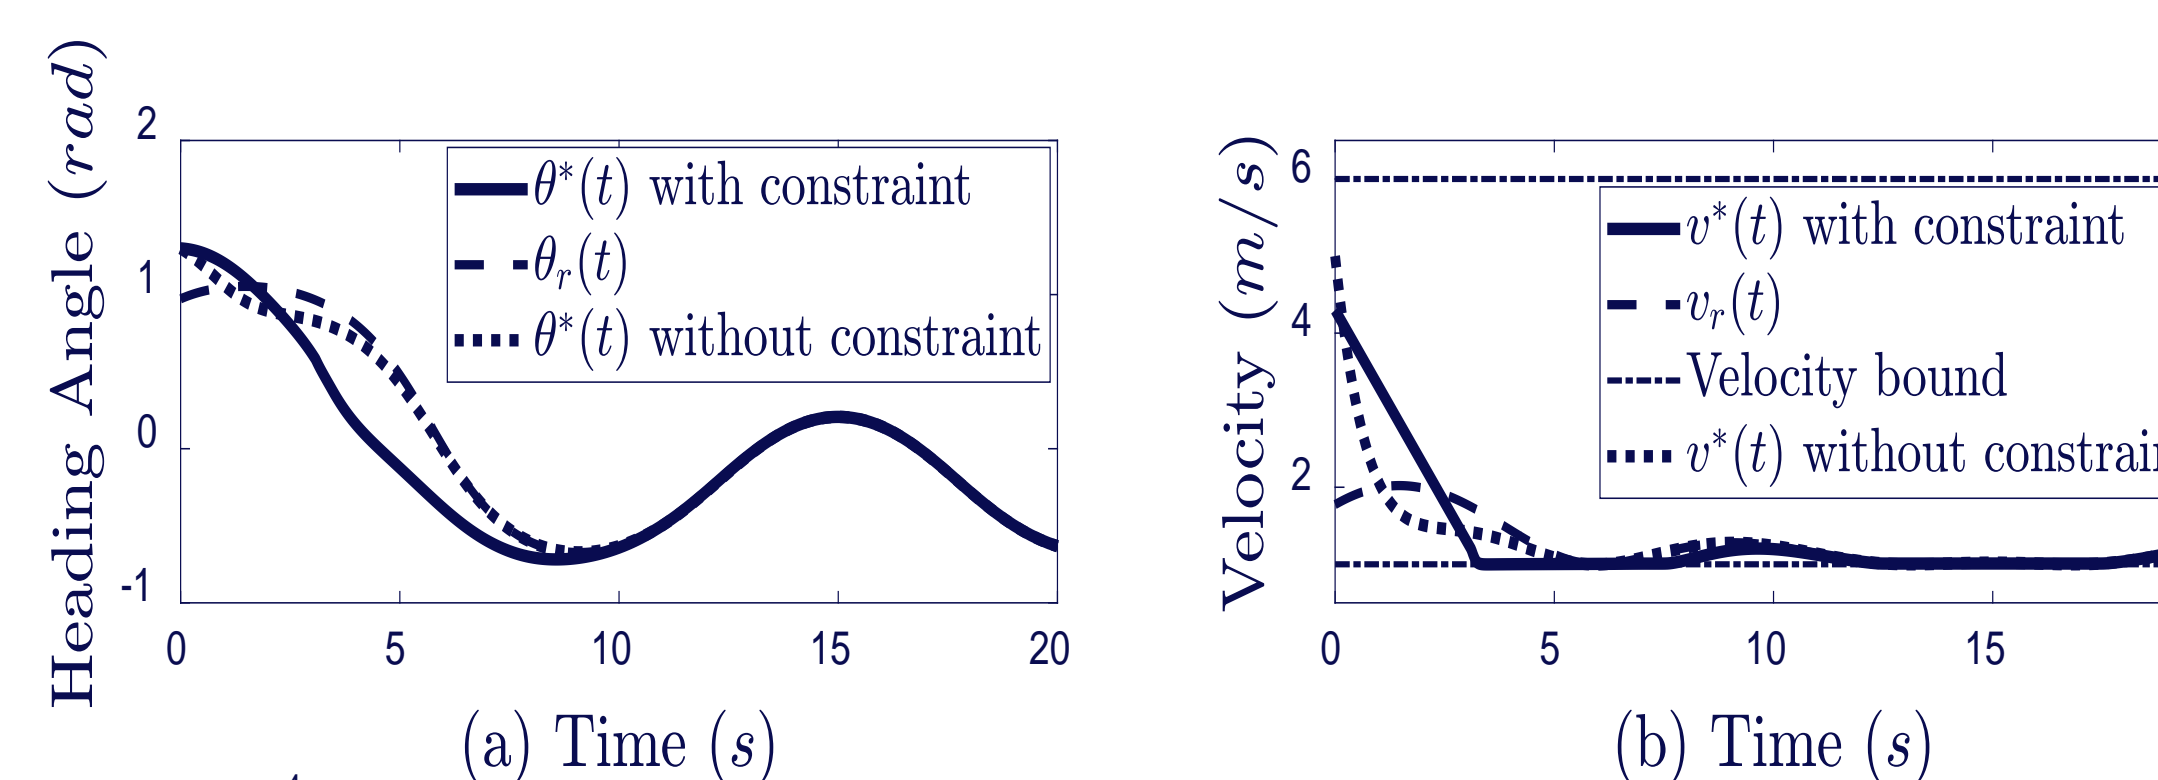 Heading Angle (rad)
2
1
0
-1
θ*(t) with constraint
θr(t)
θ*(t) without constraint
0 5 10 15 20
(a) Time (s)
Velocity (m/s)
6
4
2
v*(t) with constraint
vr(t)
Velocity bound
v*(t) without constrai
0 5 10 15
(b) Time (s)